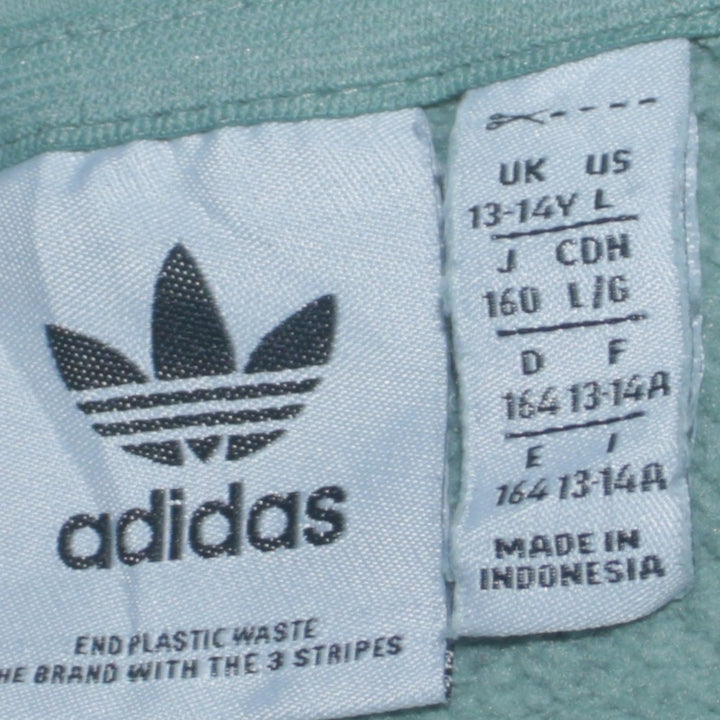 adidas
END PLASTIC WASTE
HE BRAND WITH THE 3 STRIPES
UK US
13-14Y L
J CDN
160 L/G
D F
164 13-14A
E I
164 13-14A
MADE IN
INDONESIA